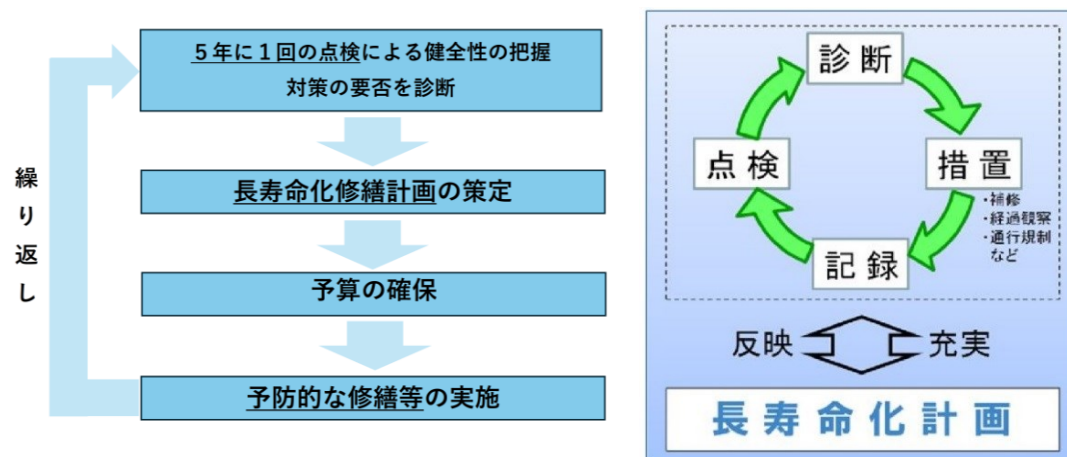 ５年に１回の点検による健全性の把握
対策の要否を診断
長寿命化修繕計画の策定
予算の確保
予防的な修繕等の実施
繰り返し
診断
点検
措置
・補修
・経過観察
・通行規制
など
記録
反映
充実
長寿命化計画